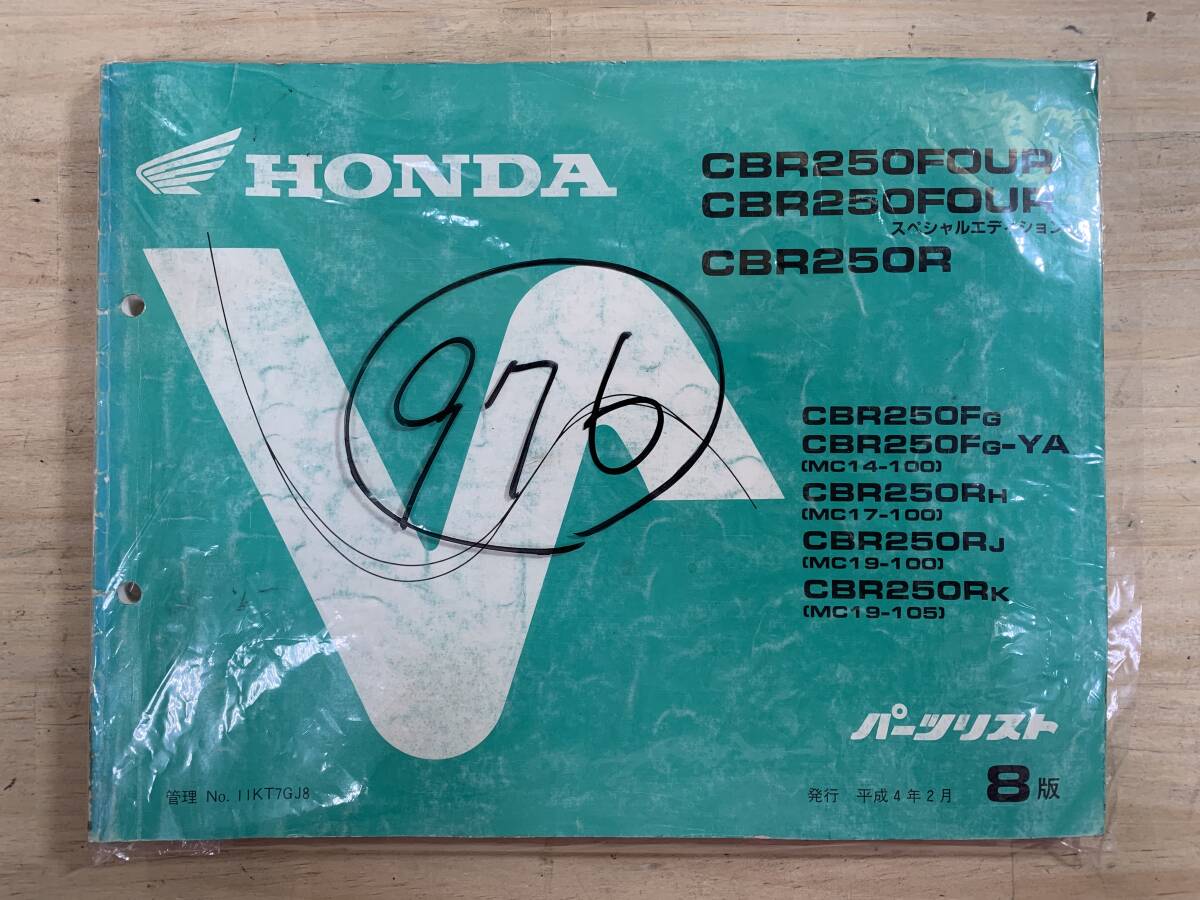 HONDA
CBR250FOUR
CBR250FOUR
スペシャルエディション
CBR250R
976
CBR250FG
CBR250FG-YA
(MC14-100)
CBR250RH
(MC17-100)
CBR250RJ
(MC19-100)
CBR250RK
(MC19-105)
パーツリスト
管理 No. 11KT7GJ8
発行 平成4年2月 8版